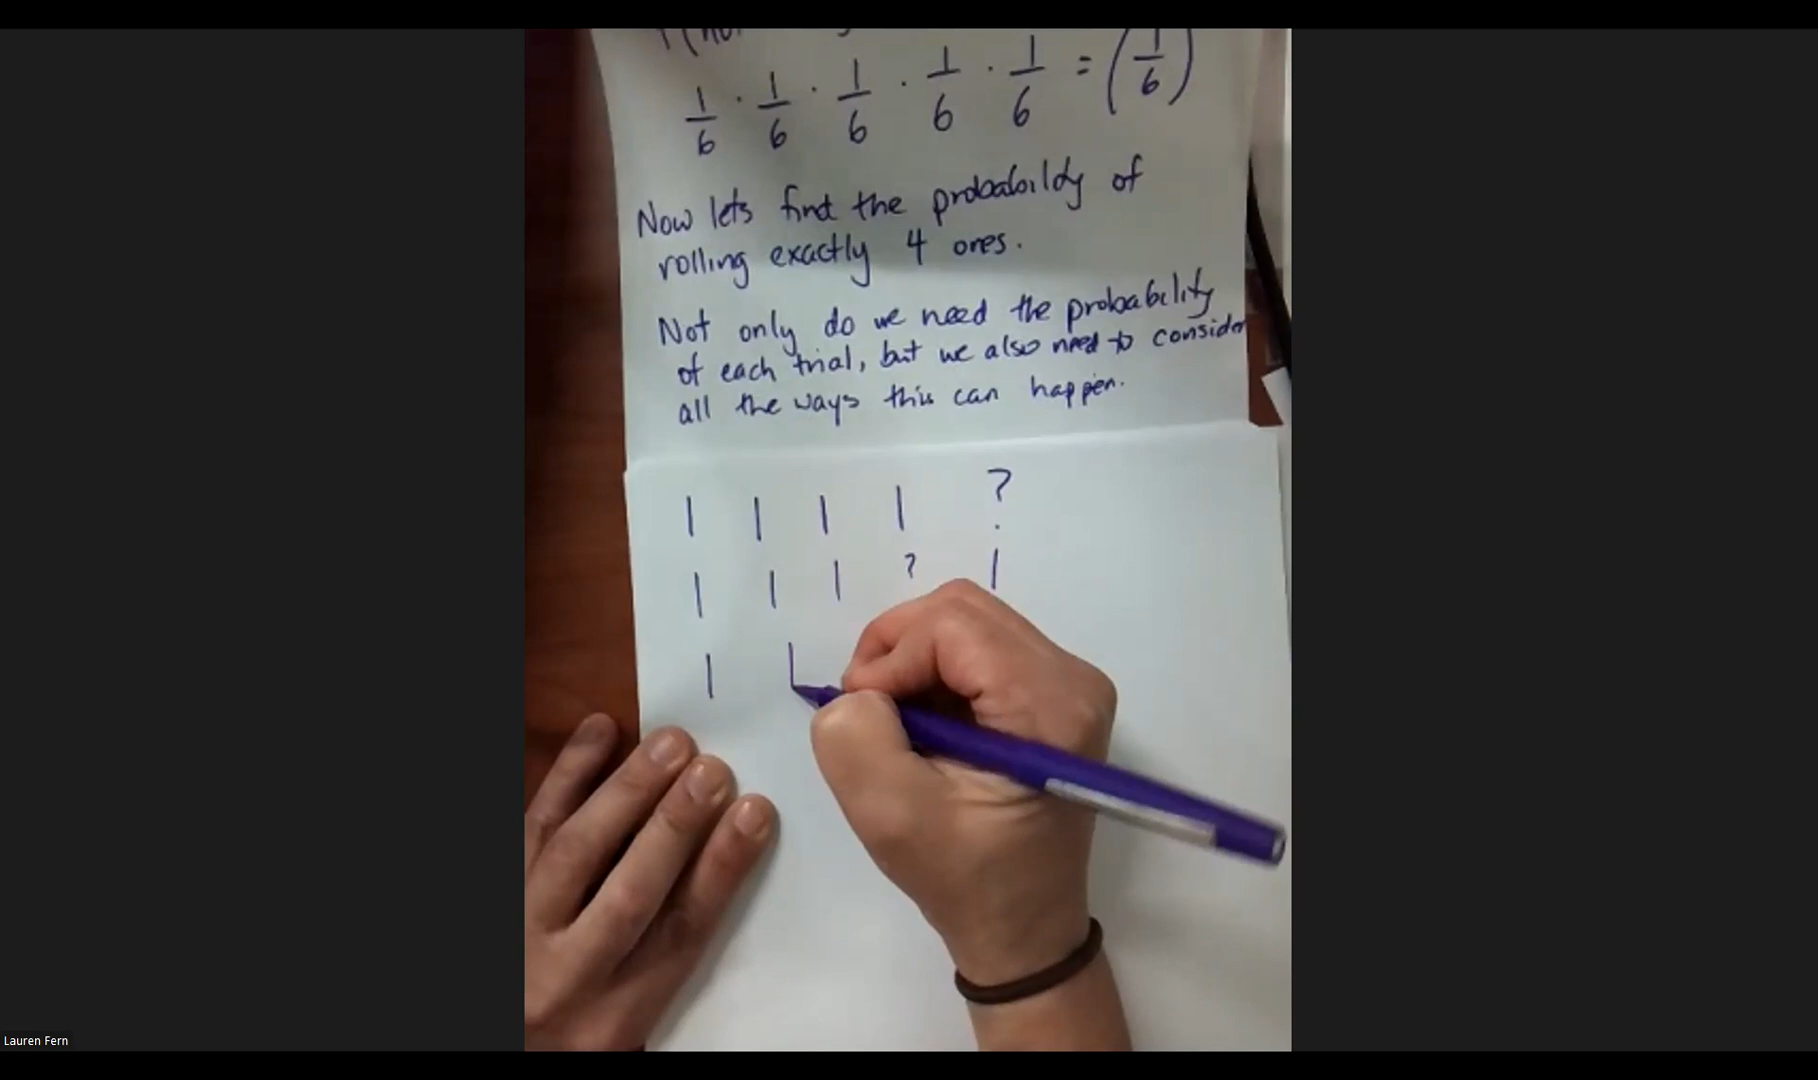 1/6 · 1/6 · 1/6 · 1/6 · 1/6 = (1/6)
Now lets find the probability of
rolling exactly 4 ones.
Not only do we need the probability
of each trial, but we also need to consider
all the ways this can happen.
1 1 1 1 ?
1 1 1 ? 1
1 1
Lauren Fern